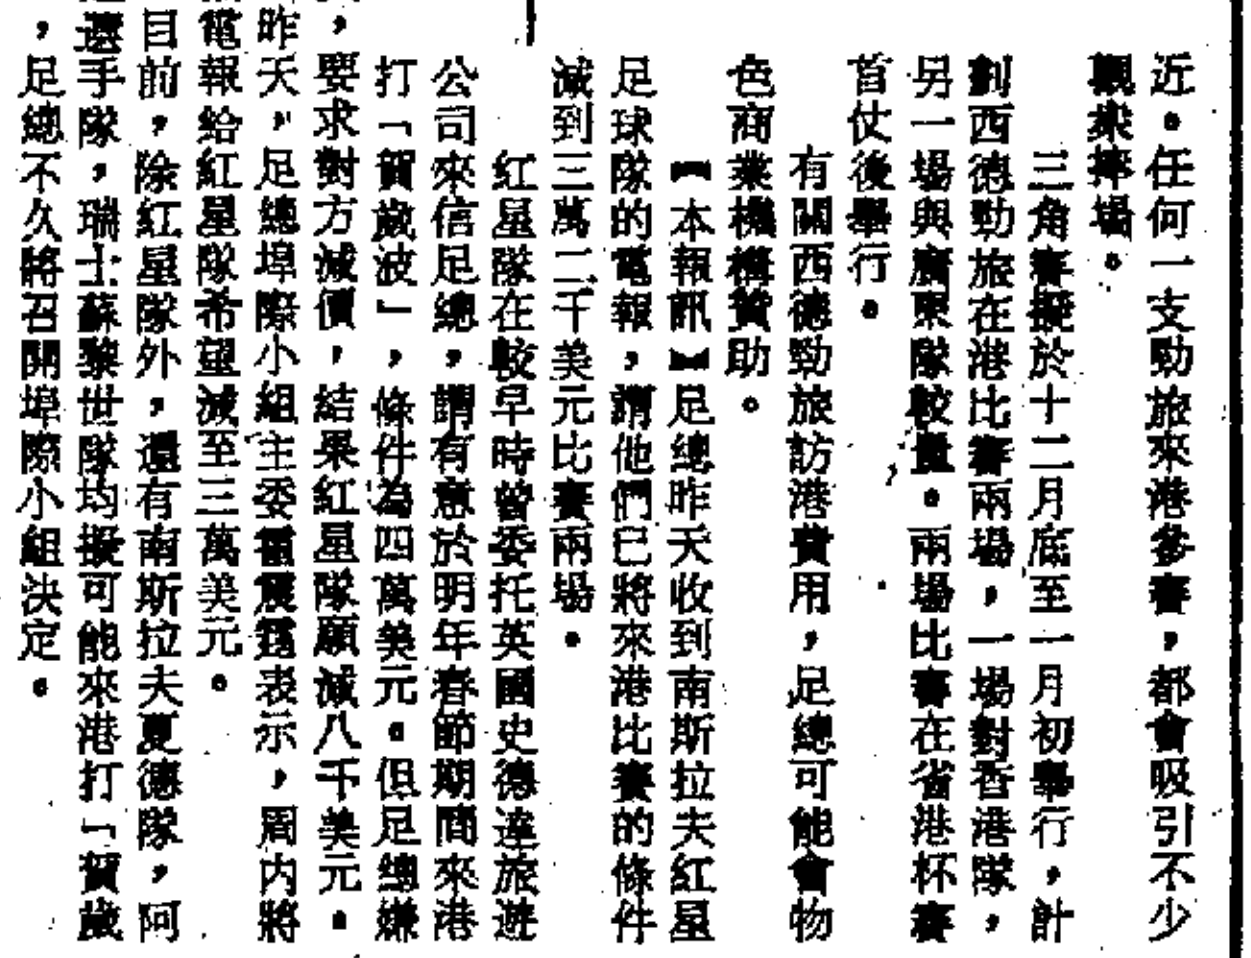 近。任何一支勁旅來港參賽，都會吸引不少
觀衆捧場。
三角賽擬於十二月底至一月初舉行，計
劃西德勁旅在港比賽兩場，一場對香港隊，
另一場與廣東隊較量。兩場比賽在省港杯賽
首仗後舉行。
有關西德勁旅訪港費用，足總可能會物
色商業機構贊助。
【本報訊】足總昨天收到南斯拉夫紅星
足球隊的電報，謂他們已將來港比賽的條件
減到三萬二千美元比賽兩場。
紅星隊在較早時曾委托英國史德達旅遊
公司來信足總，謂有意於明年春節期間來港
打「賀歲波」，條件為四萬美元。但足總嫌
，要求對方減價，結果紅星隊願減八千美元。
昨天，足總埠際小組主委表示，周內將
電報給紅星隊希望減至三萬美元。
目前，除紅星隊外，還有南斯拉夫夏德隊，阿
選手隊，瑞士蘇黎世隊均擬可能來港打「賀歲
，足總不久將召開埠際小組決定。